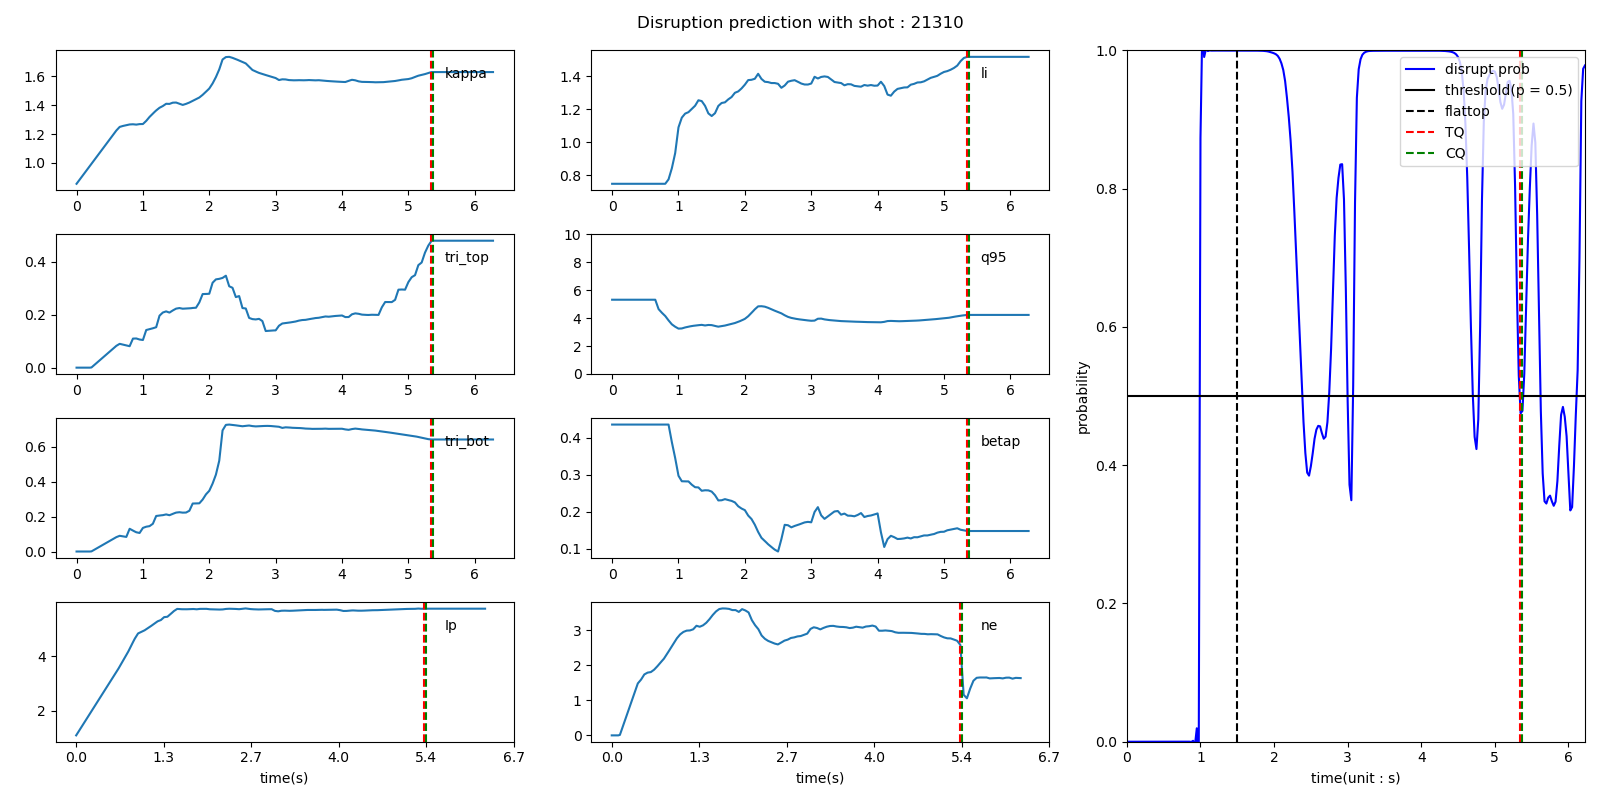 Disruption prediction with shot : 21310
kappa
1.6
1.4
1.2
1.0
0 1 2 3 4 5 6
li
1.4
1.2
1.0
0.8
0 1 2 3 4 5 6
tri_top
0.4
0.2
0.0
0 1 2 3 4 5 6
q95
10
8
6
4
2
0
0 1 2 3 4 5 6
tri_bot
0.6
0.4
0.2
0.0
0 1 2 3 4 5 6
betap
0.4
0.3
0.2
0.1
0 1 2 3 4 5 6
Ip
4
2
0.0 1.3 2.7 4.0 5.4 6.7
time(s)
ne
3
2
1
0
0.0 1.3 2.7 4.0 5.4 6.7
time(s)
disrupt prob
threshold(p = 0.5)
flattop
TQ
CQ
probability
1.0
0.8
0.6
0.4
0.2
0.0
0 1 2 3 4 5 6
time(unit : s)